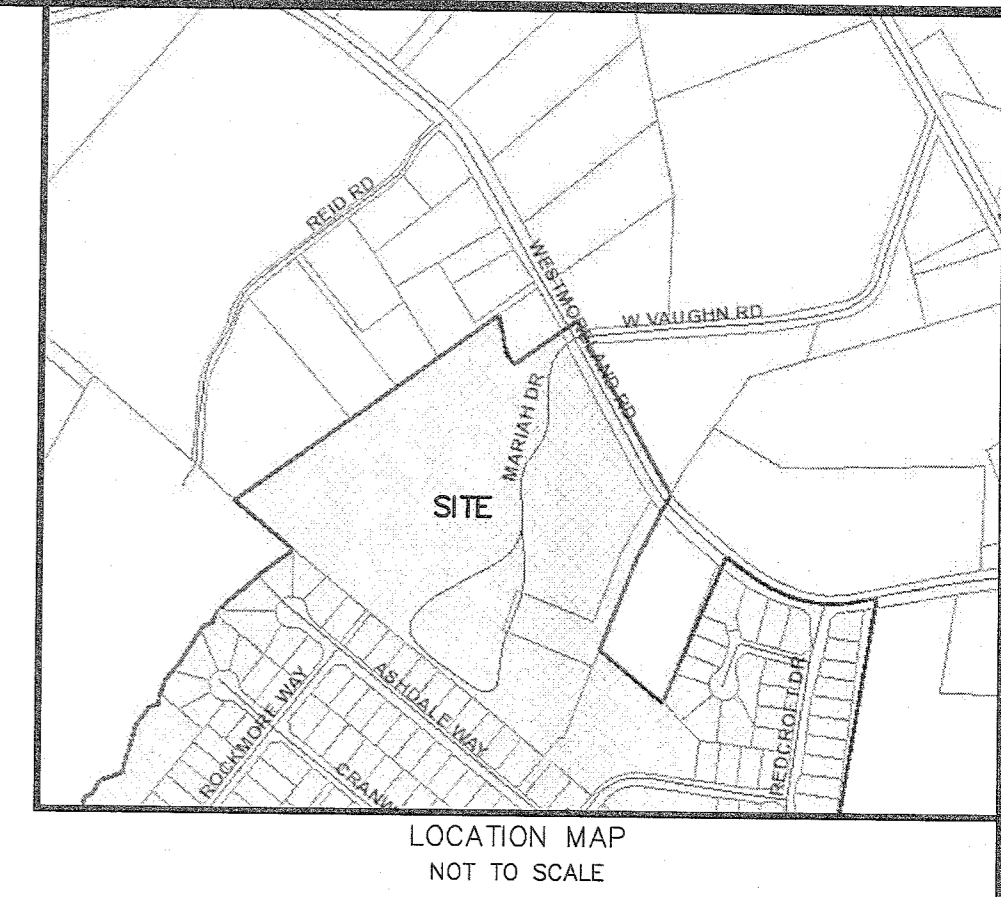 REID RD
WESTMORELAND RD
W VAUGHN RD
MARIAH DR
SITE
ASHDALE WAY
ROCKMORE WAY
REDCROFT DR
LOCATION MAP
NOT TO SCALE